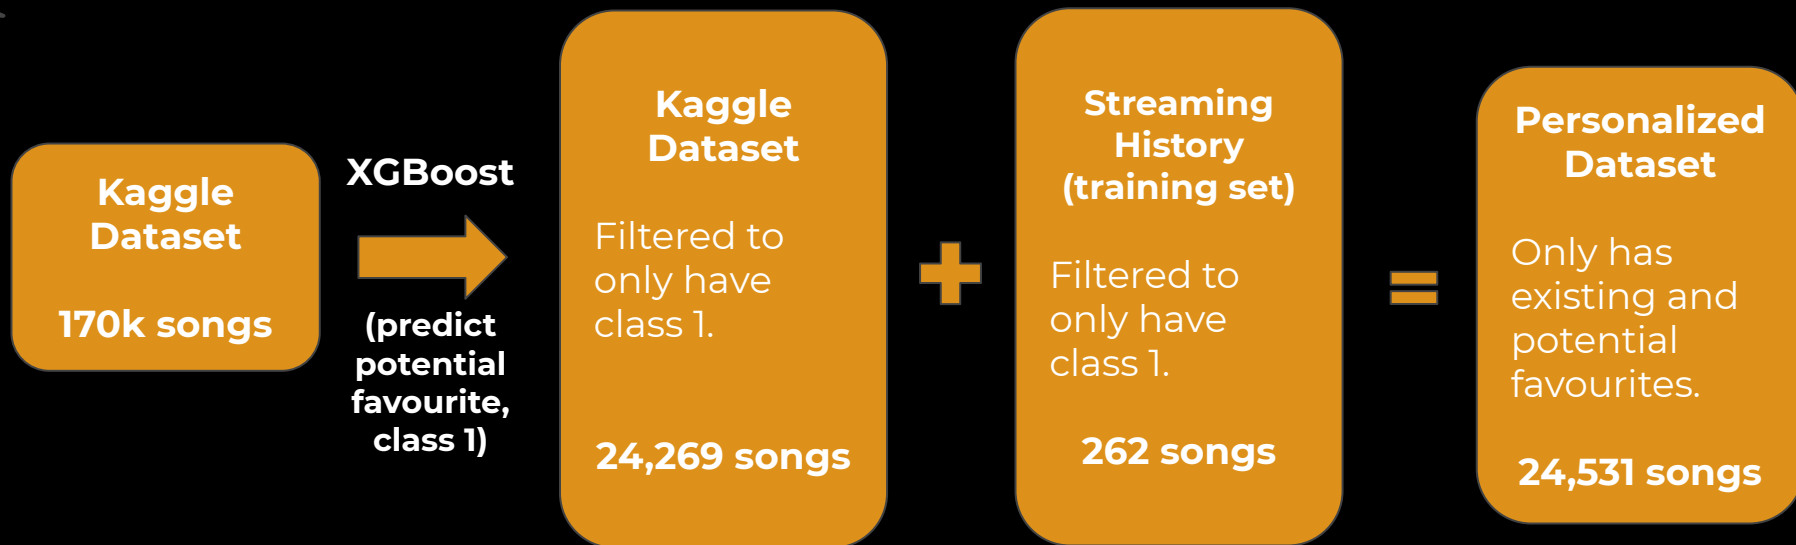 Kaggle
Dataset
170k songs
XGBoost
(predict
potential
favourite,
class 1)
Kaggle
Dataset
Filtered to
only have
class 1.
24,269 songs
Streaming
History
(training set)
Filtered to
only have
class 1.
262 songs
Personalized
Dataset
Only has
existing and
potential
favourites.
24,531 songs